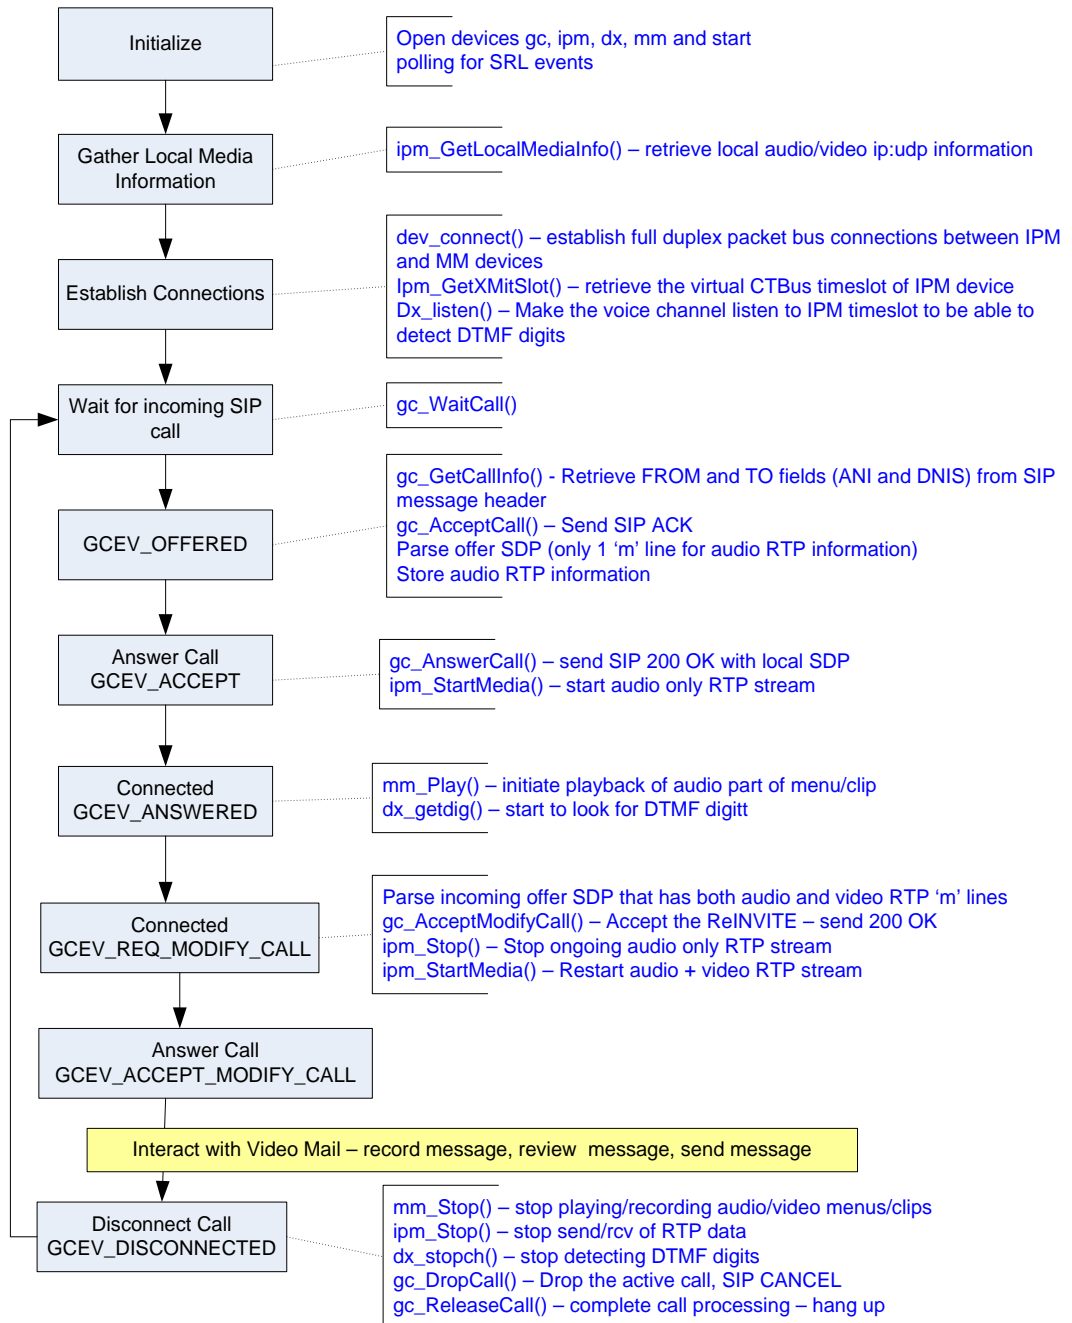 Initialize
Open devices gc, ipm, dx, mm and start
polling for SRL events
Gather Local Media
Information
ipm_GetLocalMediaInfo() – retrieve local audio/video ip:udp information
Establish Connections
dev_connect() – establish full duplex packet bus connections between IPM
and MM devices
Ipm_GetXMitSlot() – retrieve the virtual CTBus timeslot of IPM device
Dx_listen() – Make the voice channel listen to IPM timeslot to be able to
detect DTMF digits
Wait for incoming SIP
call
gc_WaitCall()
GCEV_OFFERED
gc_GetCallInfo() - Retrieve FROM and TO fields (ANI and DNIS) from SIP
message header
gc_AcceptCall() – Send SIP ACK
Parse offer SDP (only 1 ‘m’ line for audio RTP information)
Store audio RTP information
Answer Call
GCEV_ACCEPT
gc_AnswerCall() – send SIP 200 OK with local SDP
ipm_StartMedia() – start audio only RTP stream
Connected
GCEV_ANSWERED
mm_Play() – initiate playback of audio part of menu/clip
dx_getdig() – start to look for DTMF digitt
Connected
GCEV_REQ_MODIFY_CALL
Parse incoming offer SDP that has both audio and video RTP ‘m’ lines
gc_AcceptModifyCall() – Accept the ReINVITE – send 200 OK
ipm_Stop() – Stop ongoing audio only RTP stream
ipm_StartMedia() – Restart audio + video RTP stream
Answer Call
GCEV_ACCEPT_MODIFY_CALL
Interact with Video Mail – record message, review  message, send message
Disconnect Call
GCEV_DISCONNECTED
mm_Stop() – stop playing/recording audio/video menus/clips
ipm_Stop() – stop send/rcv of RTP data
dx_stopch() – stop detecting DTMF digits
gc_DropCall() – Drop the active call, SIP CANCEL
gc_ReleaseCall() – complete call processing – hang up